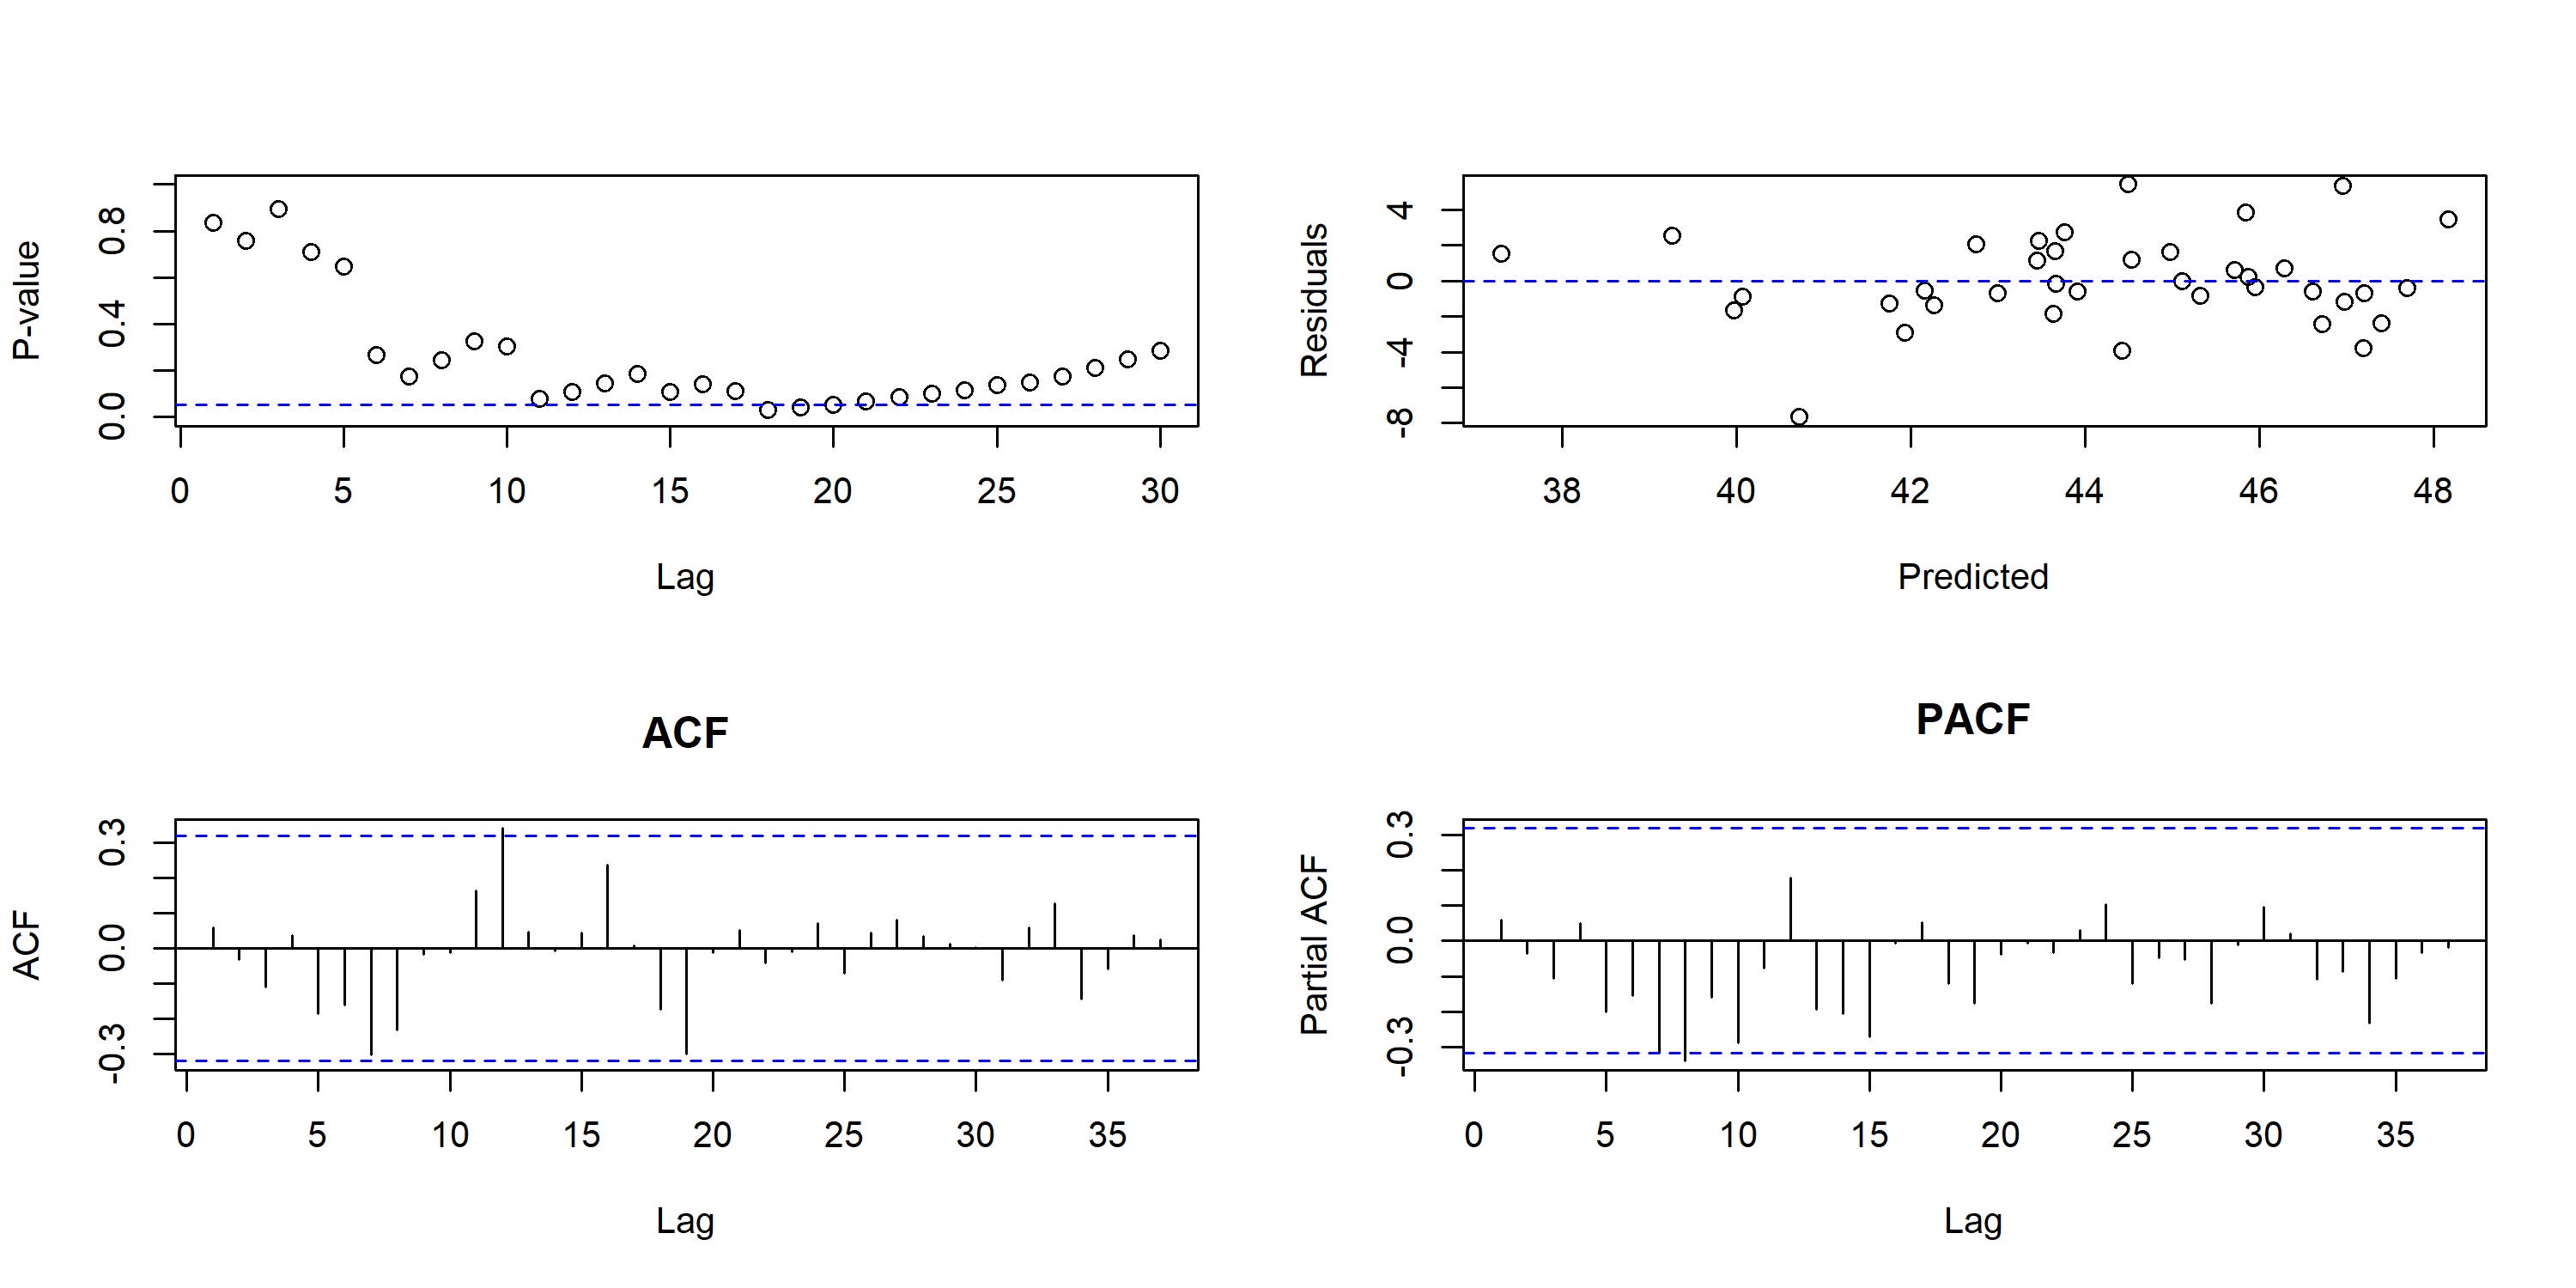 P-value
0.0 0.4 0.8
0 5 10 15 20 25 30
Lag
Residuals
-8 -4 0 4
38 40 42 44 46 48
Predicted
ACF
ACF
-0.3 0.0 0.3
0 5 10 15 20 25 30 35
Lag
PACF
Partial ACF
-0.3 0.0 0.3
0 5 10 15 20 25 30 35
Lag